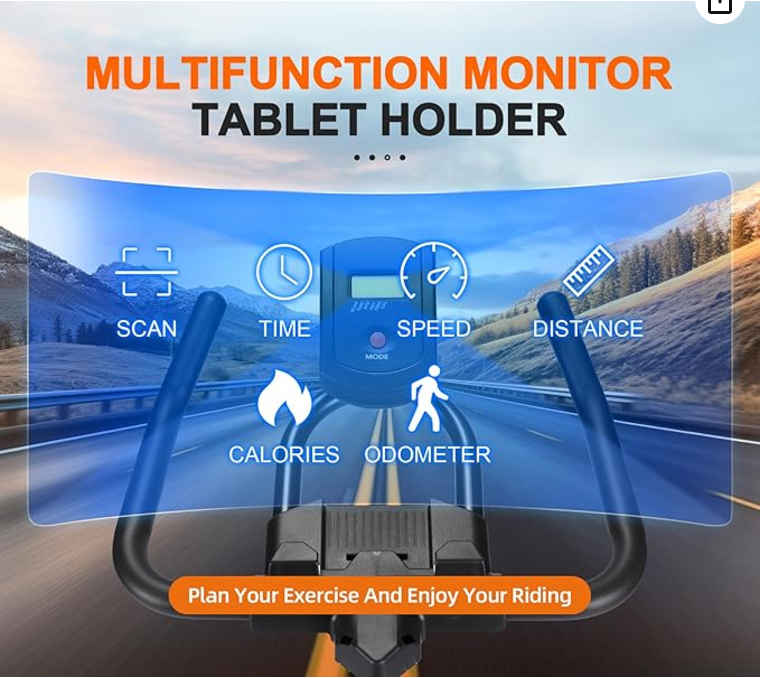 MULTIFUNCTION MONITOR
TABLET HOLDER
SCAN TIME SPEED DISTANCE
MODE
CALORIES ODOMETER
Plan Your Exercise And Enjoy Your Riding